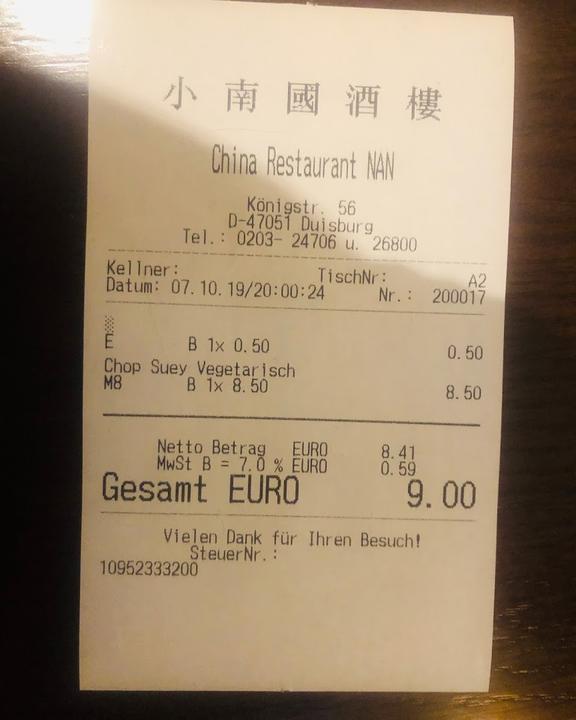 小南國酒樓
China Restaurant NAN
Königstr. 56
D-47051 Duisburg
Tel.: 0203- 24706 u. 26800
Kellner: TischNr: A2
Datum: 07.10.19/20:00:24 Nr.: 200017
E B 1x 0.50 0.50
Chop Suey Vegetarisch
M8 B 1x 8.50 8.50
Netto Betrag EURO 8.41
MwSt B = 7.0 % EURO 0.59
Gesamt EURO 9.00
Vielen Dank für Ihren Besuch!
SteuerNr.:
10952333200